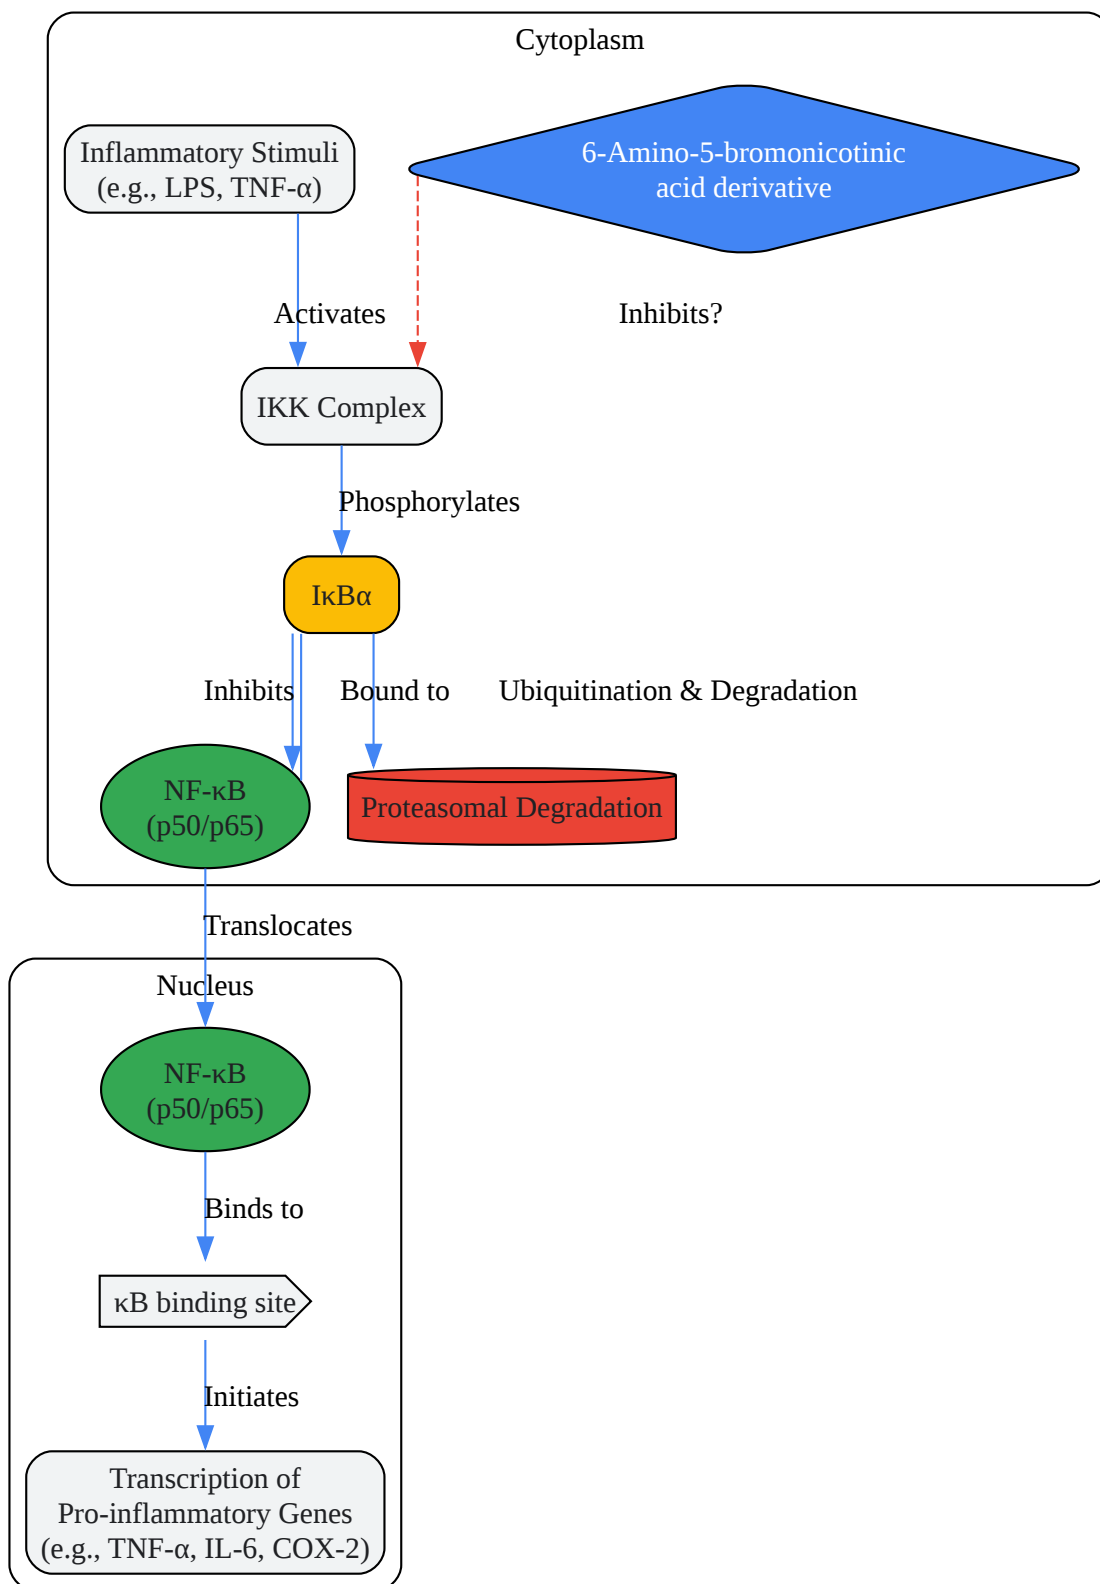 Cytoplasm
Inflammatory Stimuli
(e.g., LPS, TNF-α)
6-Amino-5-bromonicotinic
acid derivative
Activates
Inhibits?
IKK Complex
Phosphorylates
IκBα
Inhibits
Bound to
Ubiquitination & Degradation
NF-κB
(p50/p65)
Proteasomal Degradation
Translocates
Nucleus
NF-κB
(p50/p65)
Binds to
κB binding site
Initiates
Transcription of
Pro-inflammatory Genes
(e.g., TNF-α, IL-6, COX-2)